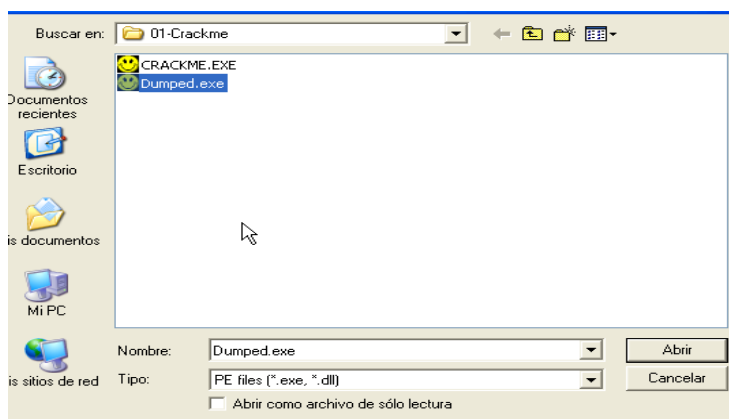 Buscar en:
01-Crackme
CRACKME.EXE
Dumped.exe
Documentos
recientes
Escritorio
is documentos
Mi PC
is sitios de red
Nombre:
Dumped.exe
Abrir
Tipo:
PE files (*.exe, *.dll)
Cancelar
Abrir como archivo de sólo lectura